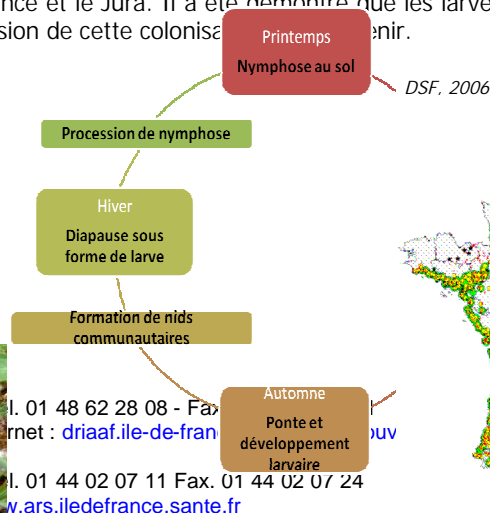 et le Jura. Il a été démontré que les larve
sion de cette colonisa
enir.
Printemps
Nymphose au sol
DSF, 2006
Procession de nymphose
Hiver
Diapause sous
forme de larve
Formation de nids
communautaires
Automne
Ponte et
développement
larvaire
l. 01 48 62 28 08 - Fax
rnet : driaaf.ile-de-fran
ouv
l. 01 44 02 07 11 Fax. 01 44 02 07 24
w.ars.iledefrance.sante.fr